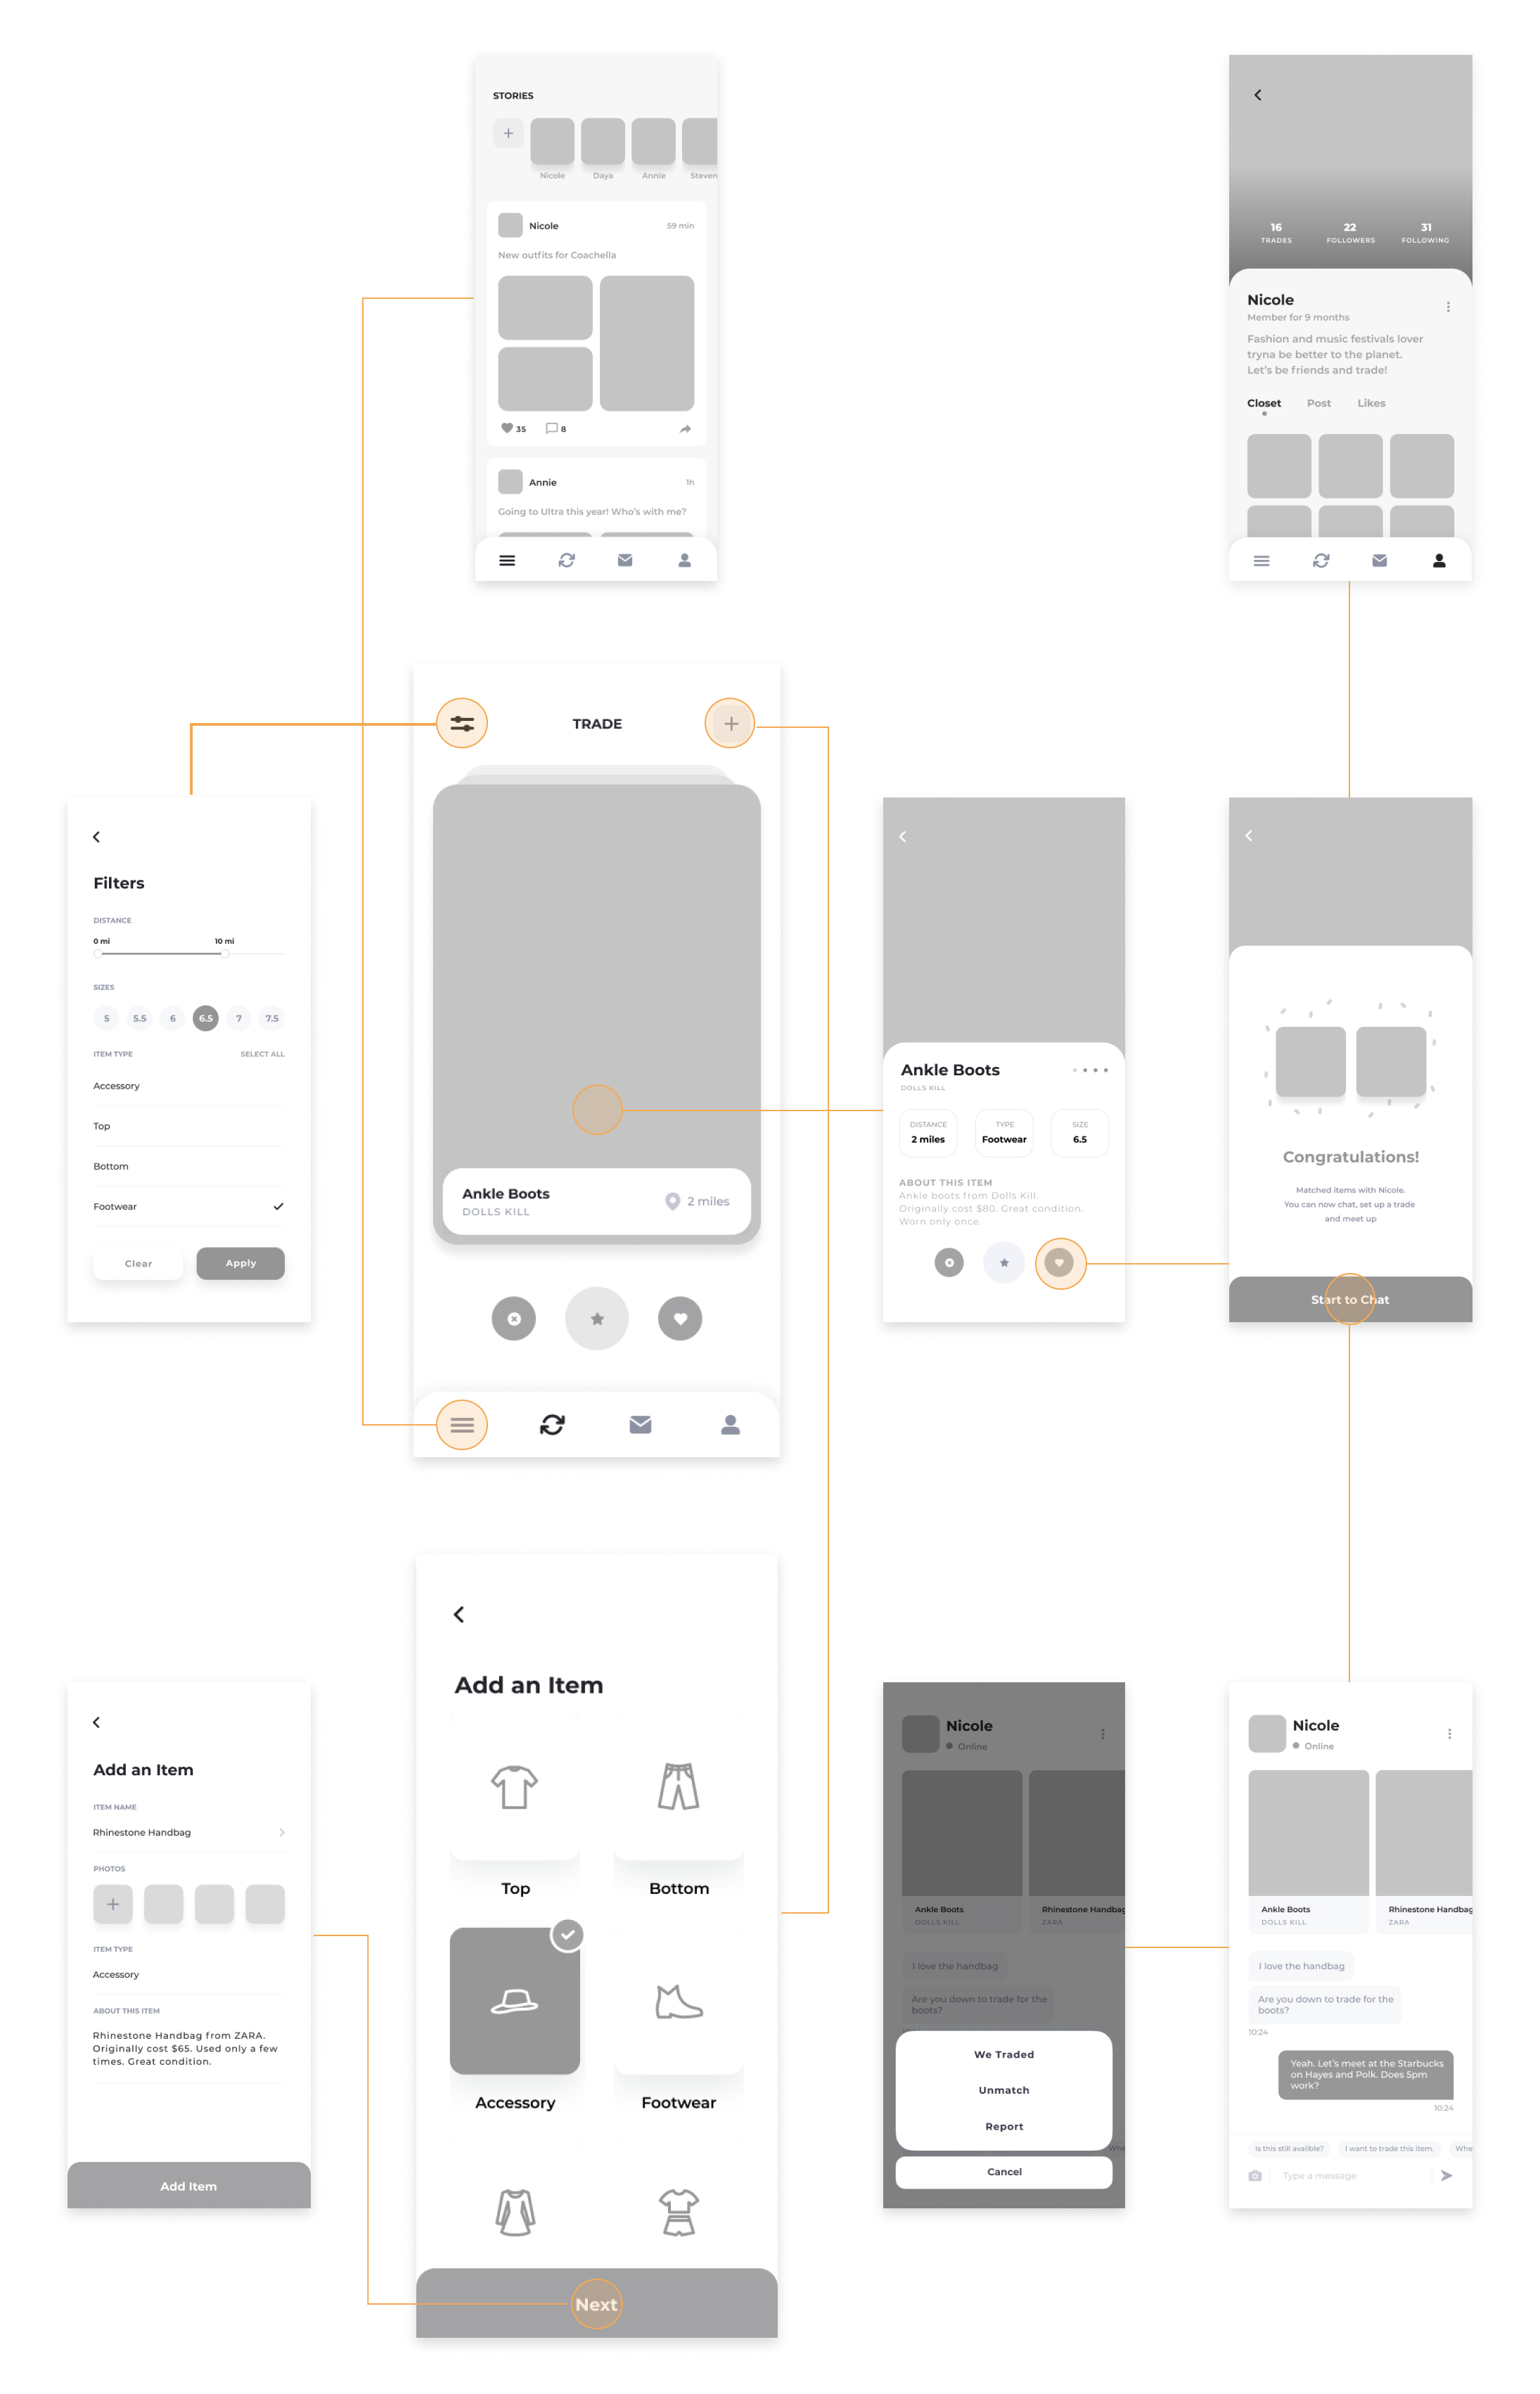 STORIES
Nicole
Daya
Annie
Steven
Nicole
59 min
New outfits for Coachella
35
8
Annie
1h
Going to Ultra this year! Who's with me?
16
22
31
TRADES
FOLLOWERS
FOLLOWING
Nicole
Member for 9 months
Fashion and music festivals lover
tryna be better to the planet.
Let's be friends and trade!
Closet
Post
Likes
TRADE
Ankle Boots
DOLLS KILL
2 miles
Filters
DISTANCE
0 mi
10 mi
SIZES
5
5.5
6
6.5
7
7.5
ITEM TYPE
SELECT ALL
Accessory
Top
Bottom
Footwear
Clear
Apply
Ankle Boots
DOLLS KILL
DISTANCE
2 miles
TYPE
Footwear
SIZE
6.5
ABOUT THIS ITEM
Ankle boots from Dolls Kill.
Originally cost $80. Great condition.
Worn only once.
Congratulations!
Matched items with Nicole.
You can now chat, set up a trade
and meet up
Start to Chat
Add an Item
ITEM NAME
Rhinestone Handbag
PHOTOS
ITEM TYPE
Accessory
ABOUT THIS ITEM
Rhinestone Handbag from ZARA.
Originally cost $65. Used only a few
times. Great condition.
Add Item
Add an Item
Top
Bottom
Accessory
Footwear
Next
Nicole
Online
Ankle Boots
DOLLS KILL
Rhinestone Handbag
ZARA
I love the handbag
Are you down to trade for the
boots?
We Traded
Unmatch
Report
Whe
Cancel
Nicole
Online
Ankle Boots
DOLLS KILL
Rhinestone Handbag
ZARA
I love the handbag
Are you down to trade for the
boots?
10:24
Yeah. Let's meet at the Starbucks
on Hayes and Polk. Does 5pm
work?
10:24
Is this still avalible?
I want to trade this item.
Whe
Type a message